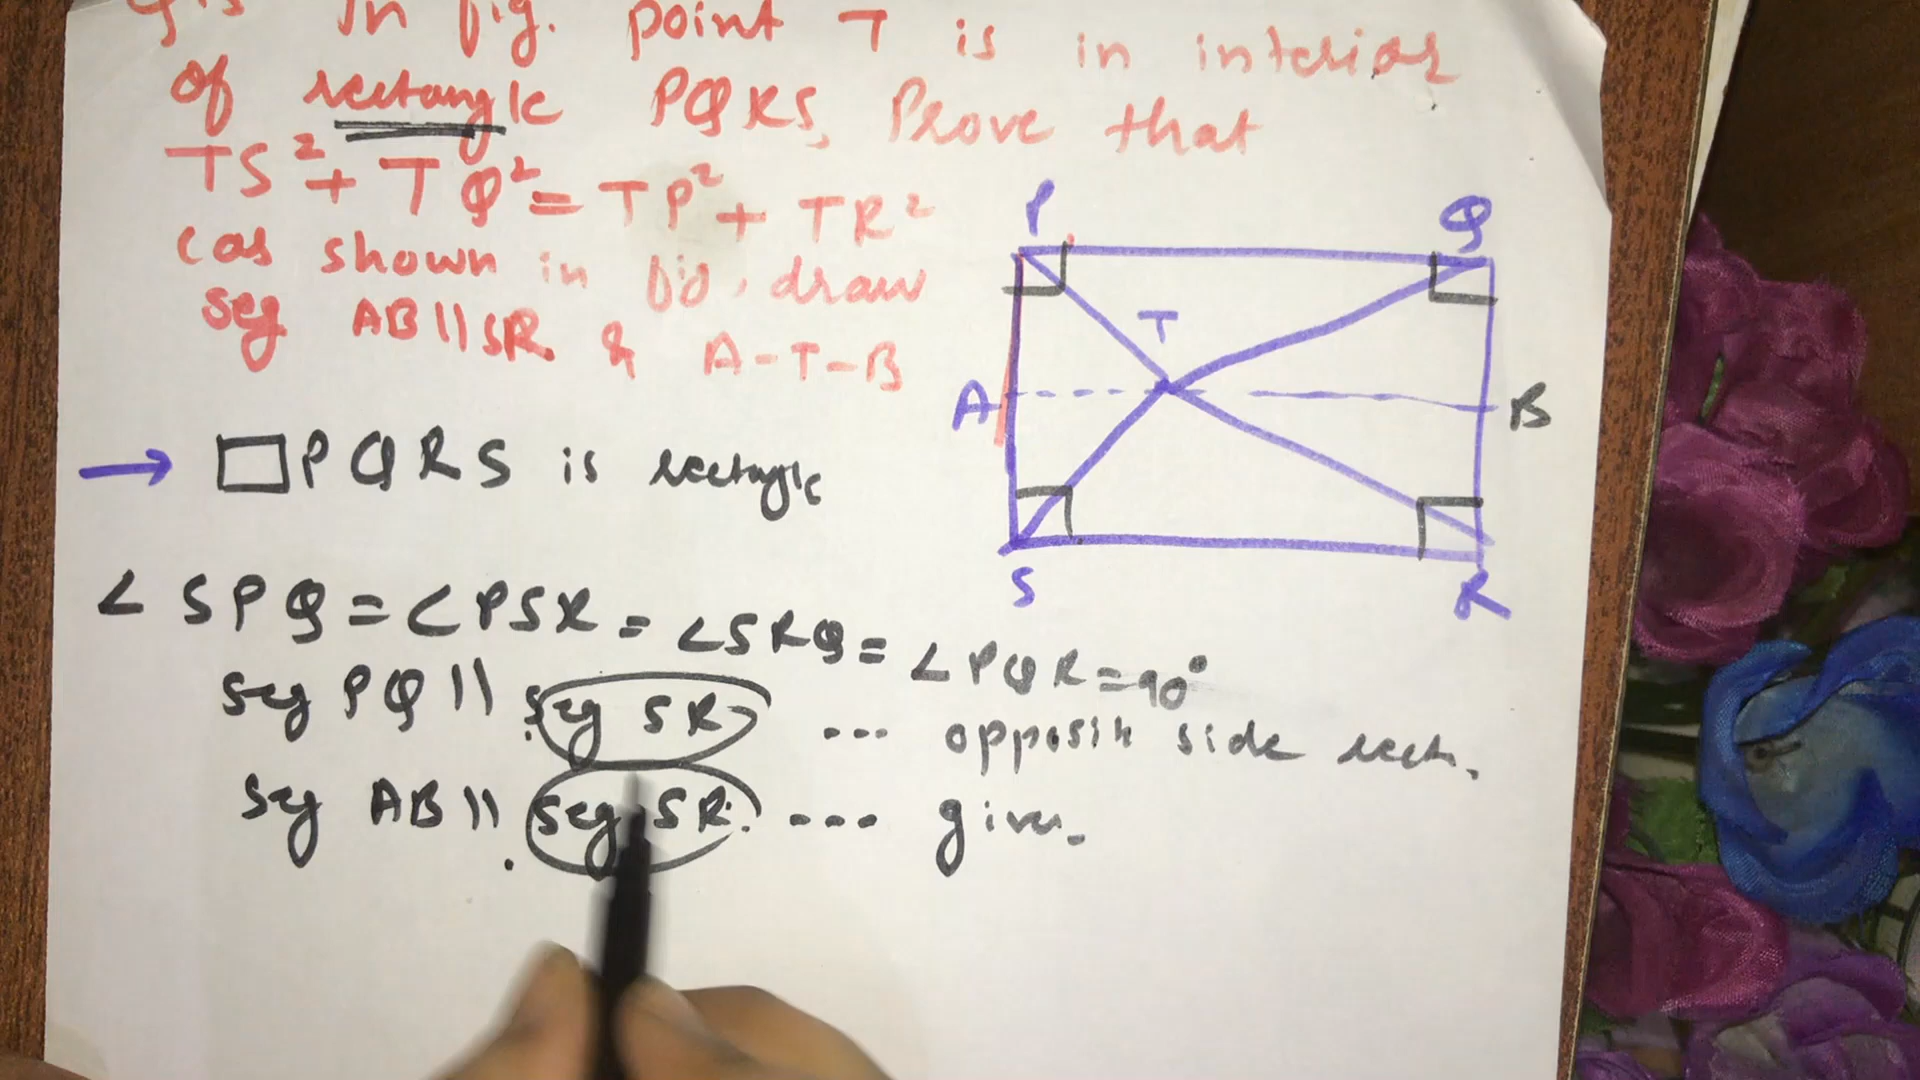 In fig. point T is in interior
of rectangle PQRS, Prove that
TS² + TQ² = TP² + TR²
(as shown in fig. draw
seg AB || SR & A-T-B
P
Q
T
A
B
S
R
→ □PQRS is rectangle
∠SPQ = ∠PSR = ∠SRQ = ∠PQR = 90°
seg PQ || seg SR ... opposite side rect.
seg AB || seg SR. ... given.